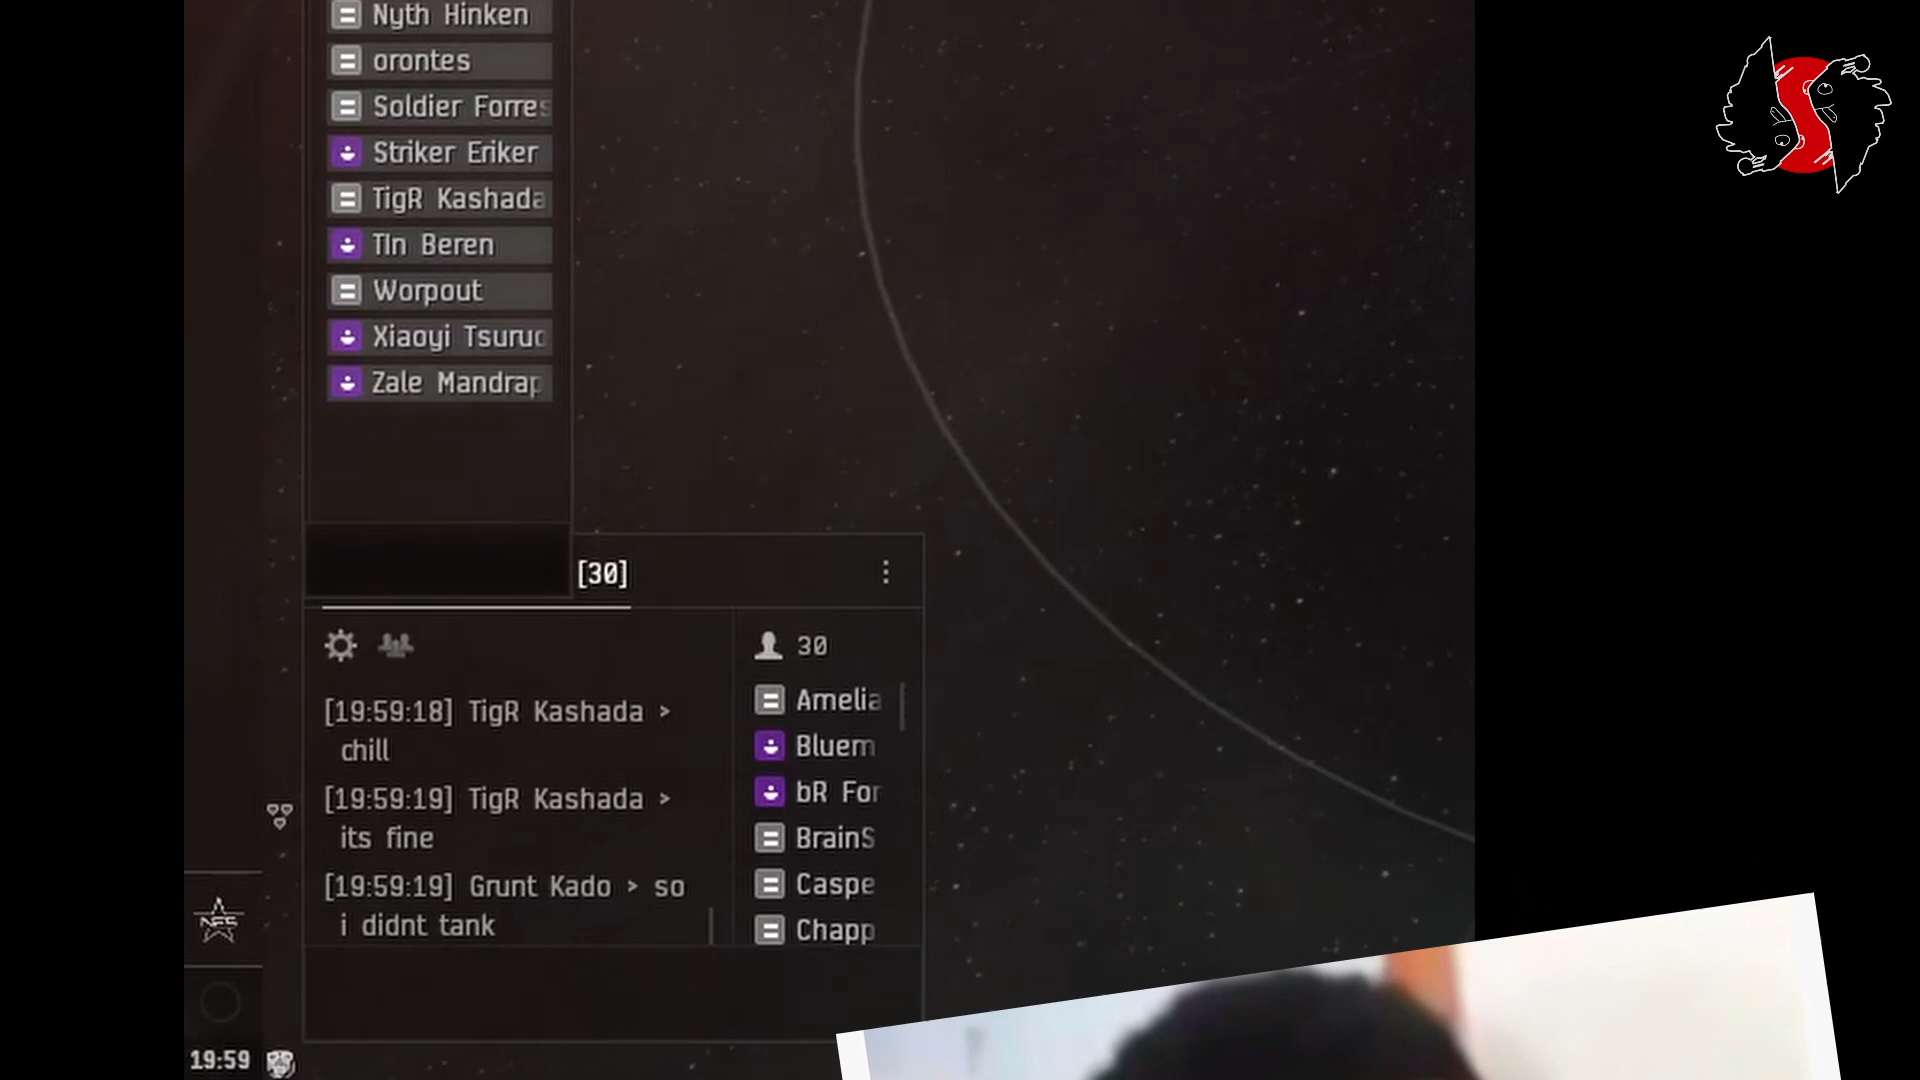 Nyth Hinken
orontes
Soldier Forres
Striker Eriker
TigR Kashada
TIn Beren
Worpout
Xiaoyi Tsuruc
Zale Mandrap
[30]
30
[19:59:18] TigR Kashada >
chill
[19:59:19] TigR Kashada >
its fine
[19:59:19] Grunt Kado > so
i didnt tank
Amelia
Bluem
bR For
BrainS
Caspe
Chapp
19:59